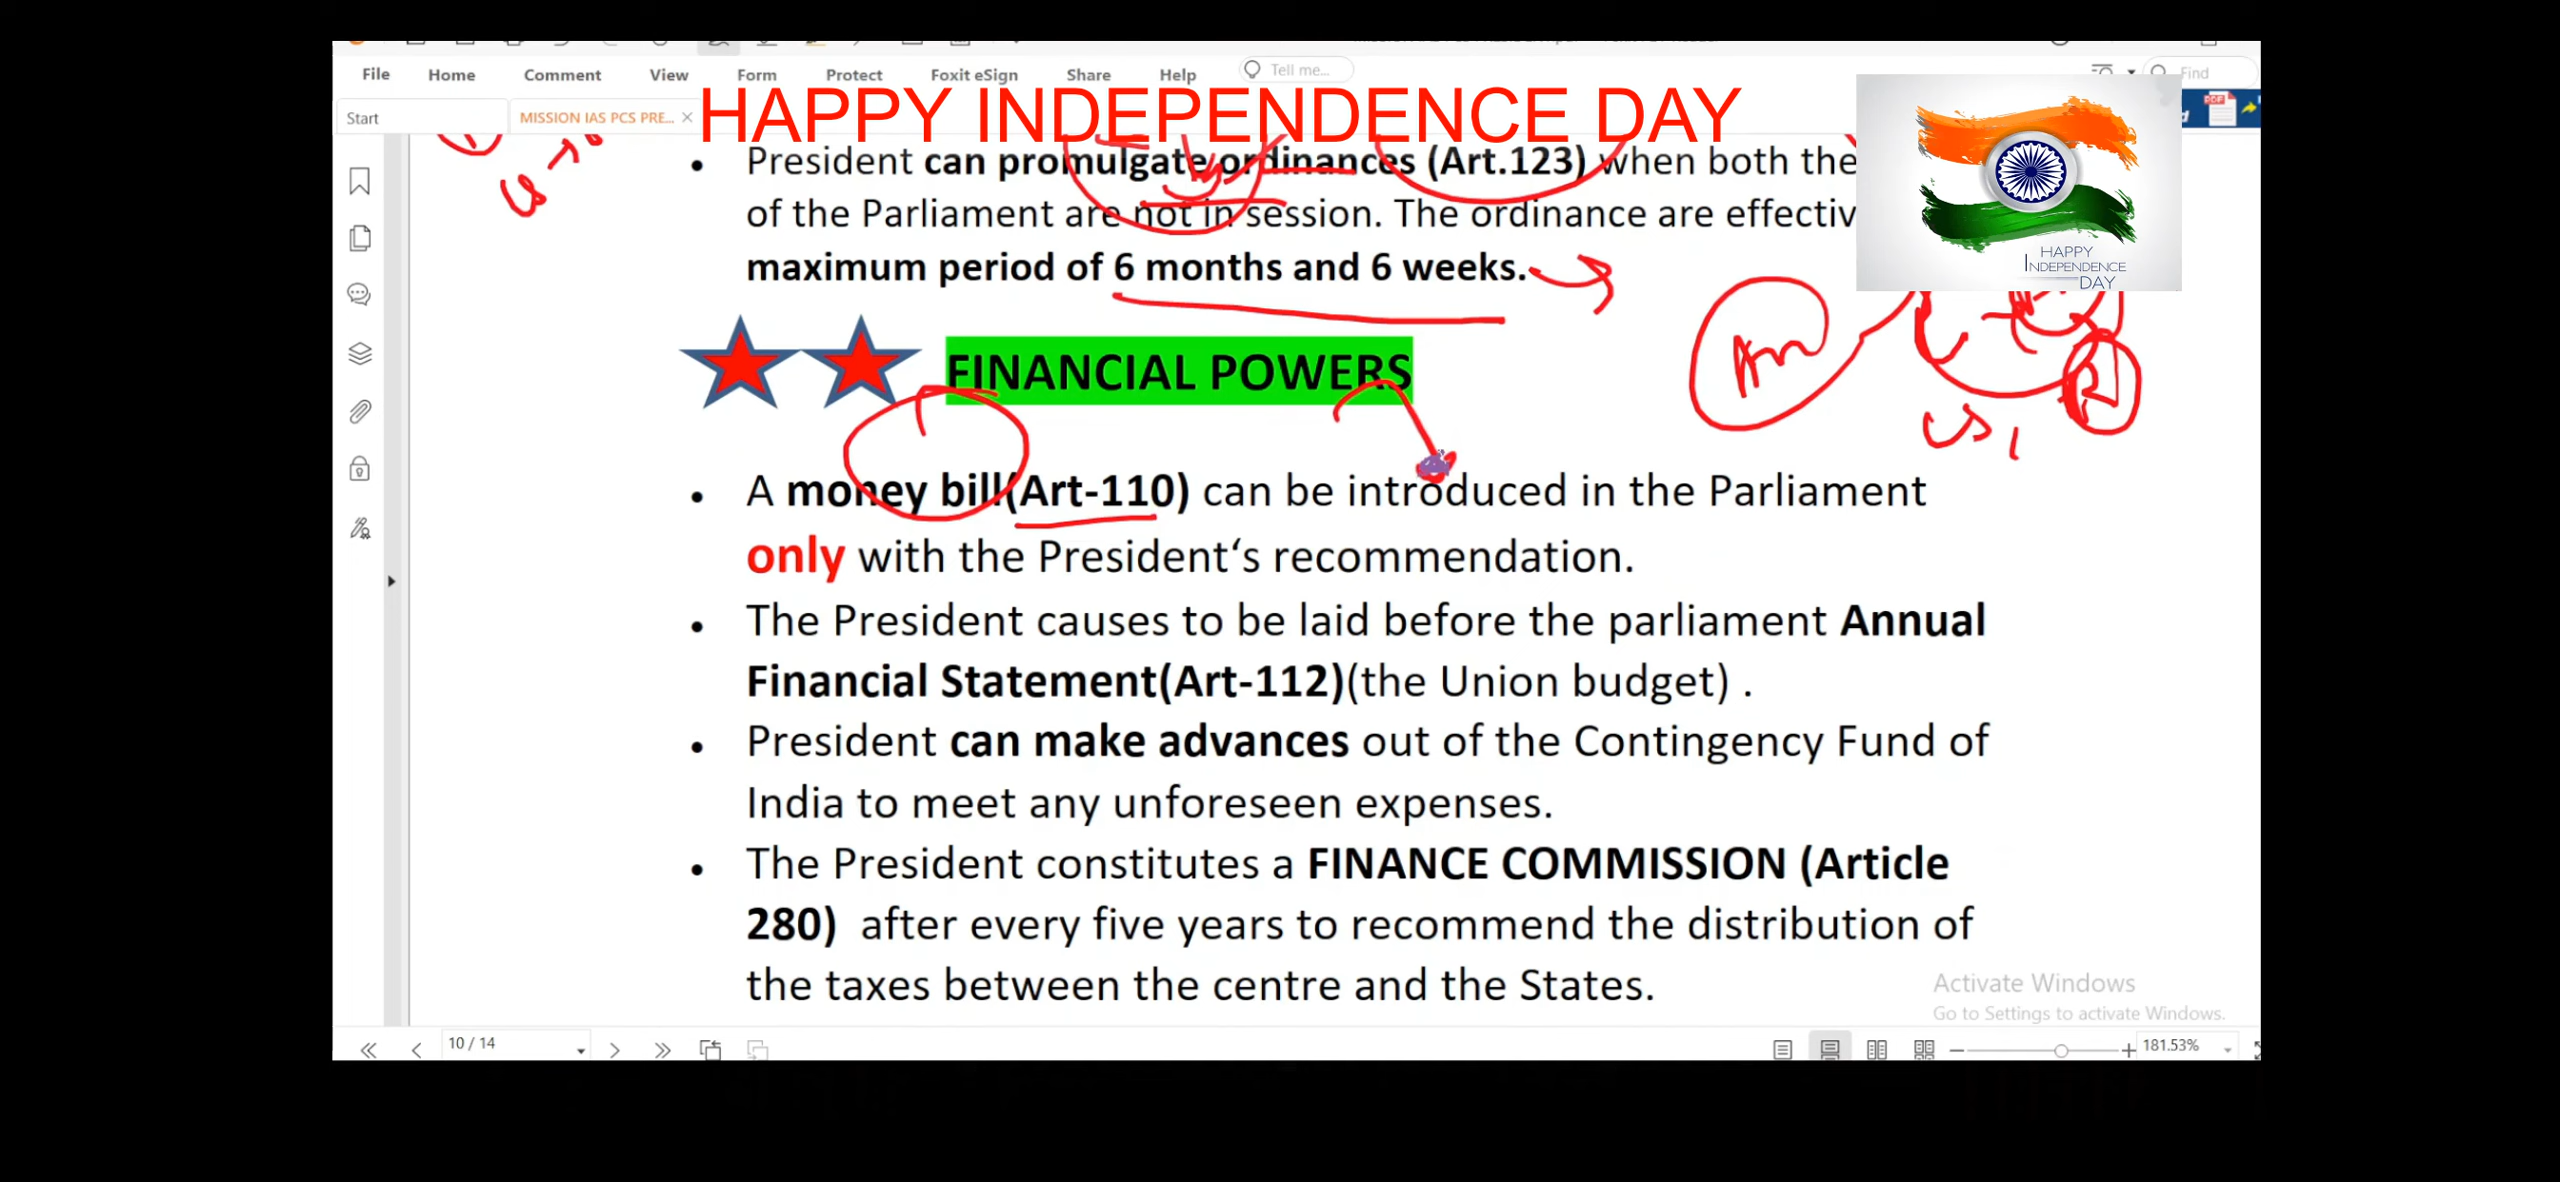 File Home Comment View Form Protect Foxit eSign Share Help Tell me... Find
HAPPY INDEPENDENCE DAY
Start MISSION IAS PCS PRE...
• President can promulgate ordinances (Art.123) when both the
of the Parliament are not in session. The ordinance are effectiv
maximum period of 6 months and 6 weeks.
HAPPY
INDEPENDENCE
DAY
FINANCIAL POWERS
• A money bill(Art-110) can be introduced in the Parliament
only with the President‘s recommendation.
• The President causes to be laid before the parliament Annual
Financial Statement(Art-112)(the Union budget) .
• President can make advances out of the Contingency Fund of
India to meet any unforeseen expenses.
• The President constitutes a FINANCE COMMISSION (Article
280) after every five years to recommend the distribution of
the taxes between the centre and the States.
Activate Windows
Go to Settings to activate Windows.
10 / 14 181.53%